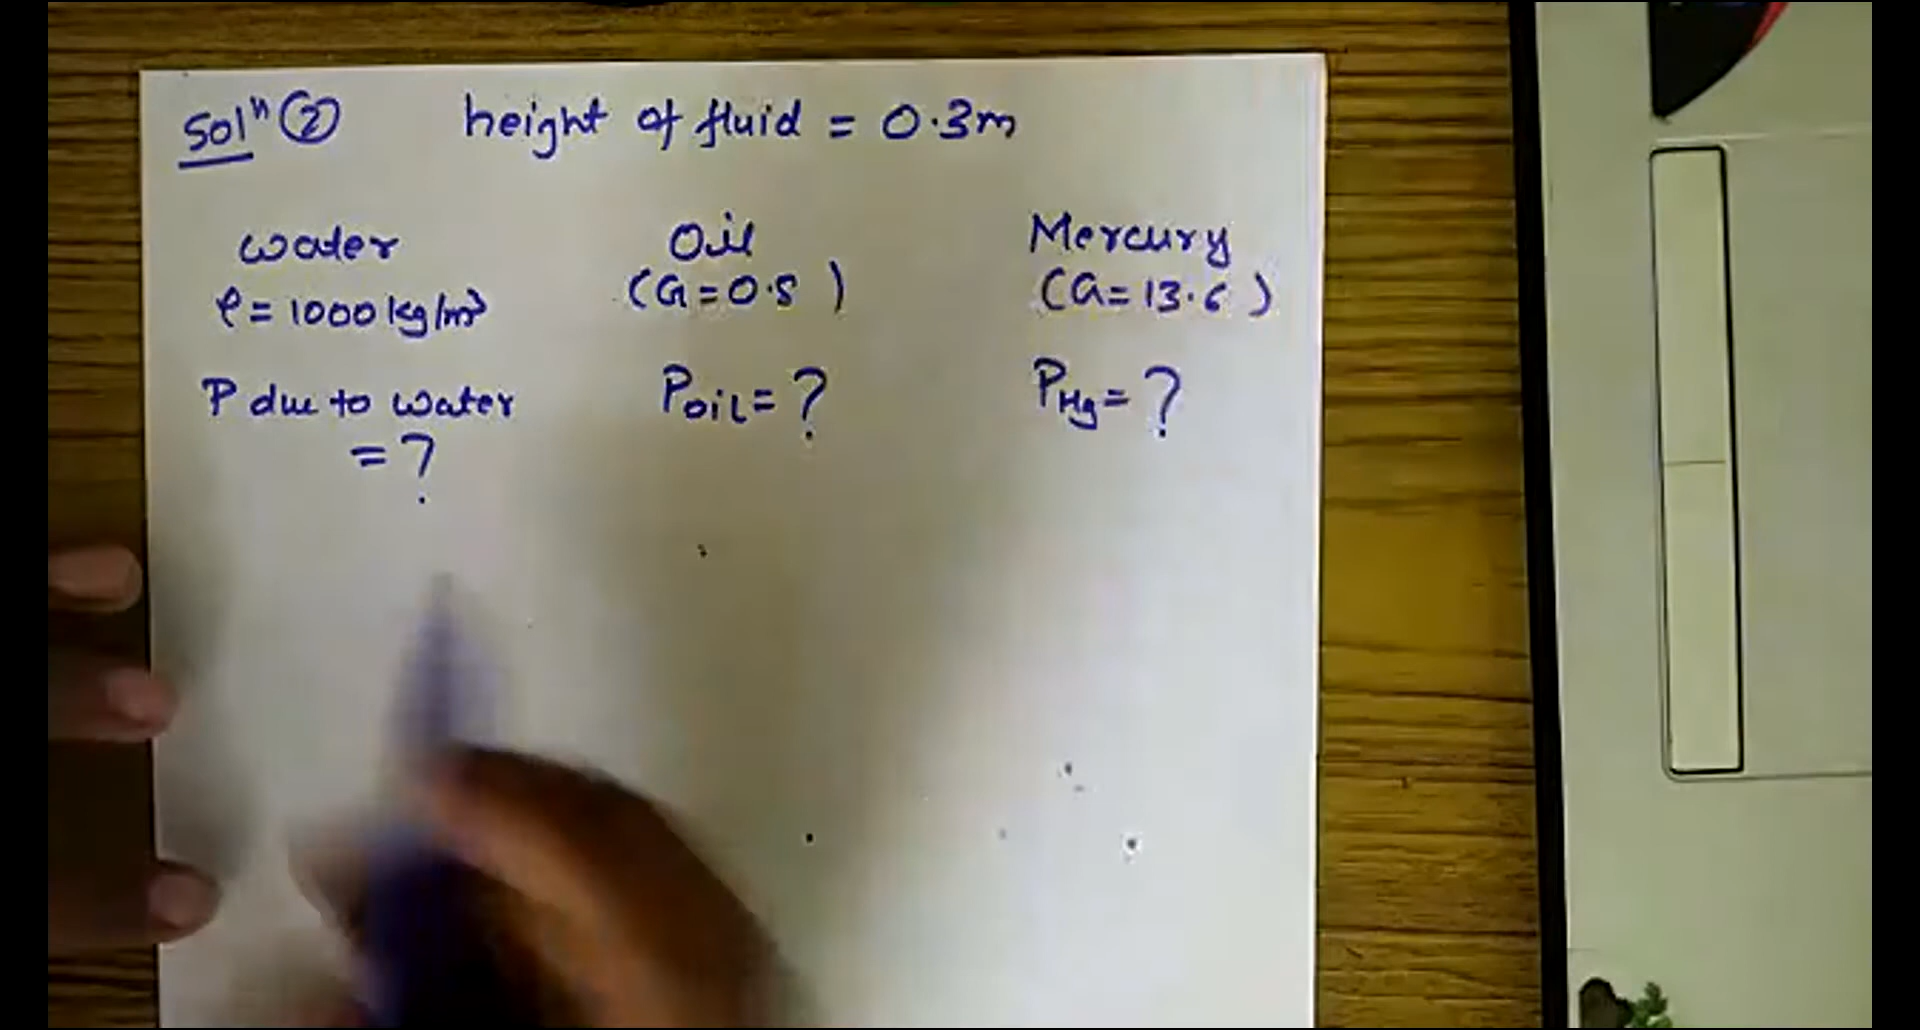 Solⁿ ② height of fluid = 0.3m
water Oil Mercury
ρ = 1000 kg/m³ (G = 0.8) (G = 13.6)
P due to water P_OIL = ? P_Hg = ?
= ?